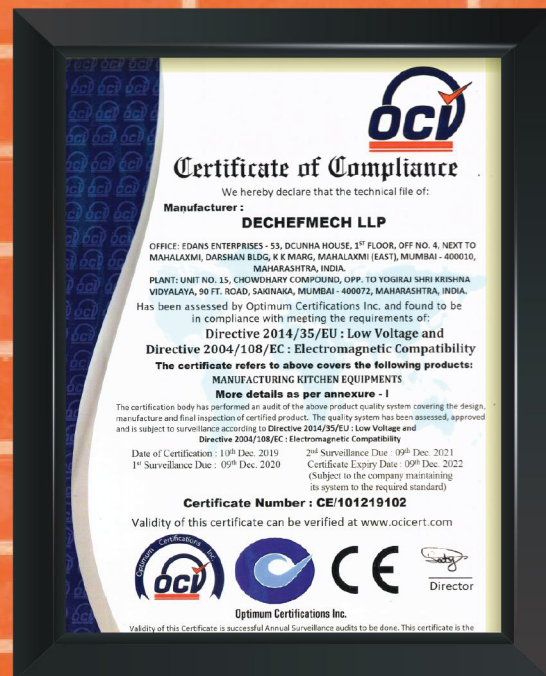 OCI
Certificate of Compliance
We hereby declare that the technical file of:
Manufacturer :
DECHEFMECH LLP
OFFICE: EDANS ENTERPRISES - 53, DCUNHA HOUSE, 1ST FLOOR, OFF NO. 4, NEXT TO
MAHALAXMI, DARSHAN BLDG, K K MARG, MAHALAXMI (EAST), MUMBAI - 400010,
MAHARASHTRA, INDIA.
PLANT: UNIT NO. 15, CHOWDHARY COMPOUND, OPP. TO YOGIRAJ SHRI KRISHNA
VIDYALAYA, 90 FT. ROAD, SAKINAKA, MUMBAI - 400072, MAHARASHTRA, INDIA.
Has been assessed by Optimum Certifications Inc. and found to be
in compliance with meeting the requirements of:
Directive 2014/35/EU : Low Voltage and
Directive 2004/108/EC : Electromagnetic Compatibility
The certificate refers to above covers the following products:
MANUFACTURING KITCHEN EQUIPMENTS
More details as per annexure - I
The certification body has performed an audit of the above product quality system covering the design,
manufacture and final inspection of certified product. The quality system has been assessed, approved
and is subject to surveillance according to Directive 2014/35/EU : Low Voltage and
Directive 2004/108/EC : Electromagnetic Compatibility
Date of Certification : 10th Dec. 2019
1st Surveillance Due : 09th Dec. 2020
2nd Surveillance Due : 09th Dec. 2021
Certificate Expiry Date : 09th Dec. 2022
(Subject to the company maintaining
its system to the required standard)
Certificate Number : CE/101219102
Validity of this certificate can be verified at www.ocicert.com
Optimum Certifications Inc
OCI
CE
Director
Optimum Certifications Inc.
Validity of this Certificate is successful Annual Surveillance audits to be done. This certificate is the